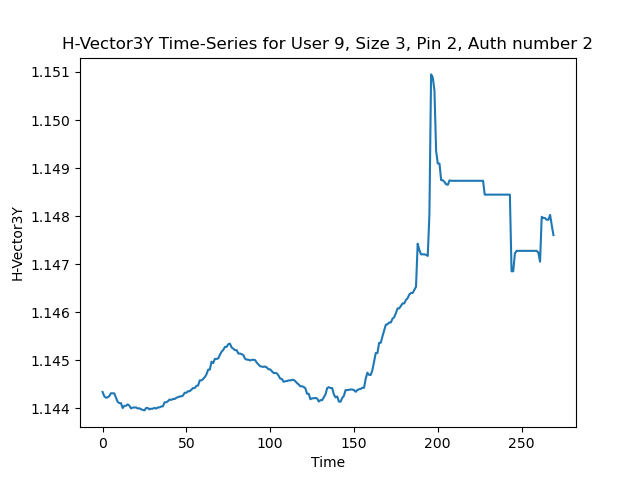 H-Vector3Y Time-Series for User 9, Size 3, Pin 2, Auth number 2
1.151
1.150
1.149
1.148
1.147
1.146
1.145
1.144
H-Vector3Y
0 50 100 150 200 250
Time